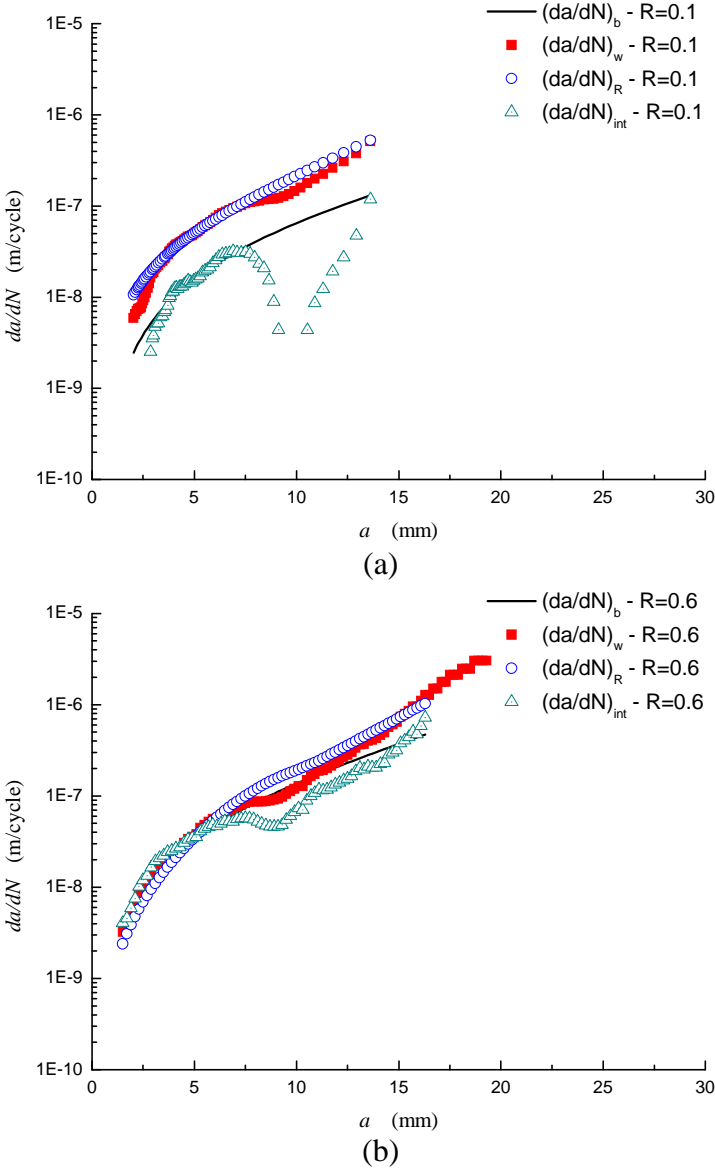 (da/dN)b - R=0.1
(da/dN)w - R=0.1
(da/dN)R - R=0.1
(da/dN)int - R=0.1
1E-5
1E-6
1E-7
1E-8
1E-9
1E-10
da/dN (m/cycle)
0 5 10 15 20 25 30
a (mm)
(a)
(da/dN)b - R=0.6
(da/dN)w - R=0.6
(da/dN)R - R=0.6
(da/dN)int - R=0.6
1E-5
1E-6
1E-7
1E-8
1E-9
1E-10
da/dN (m/cycle)
0 5 10 15 20 25 30
a (mm)
(b)